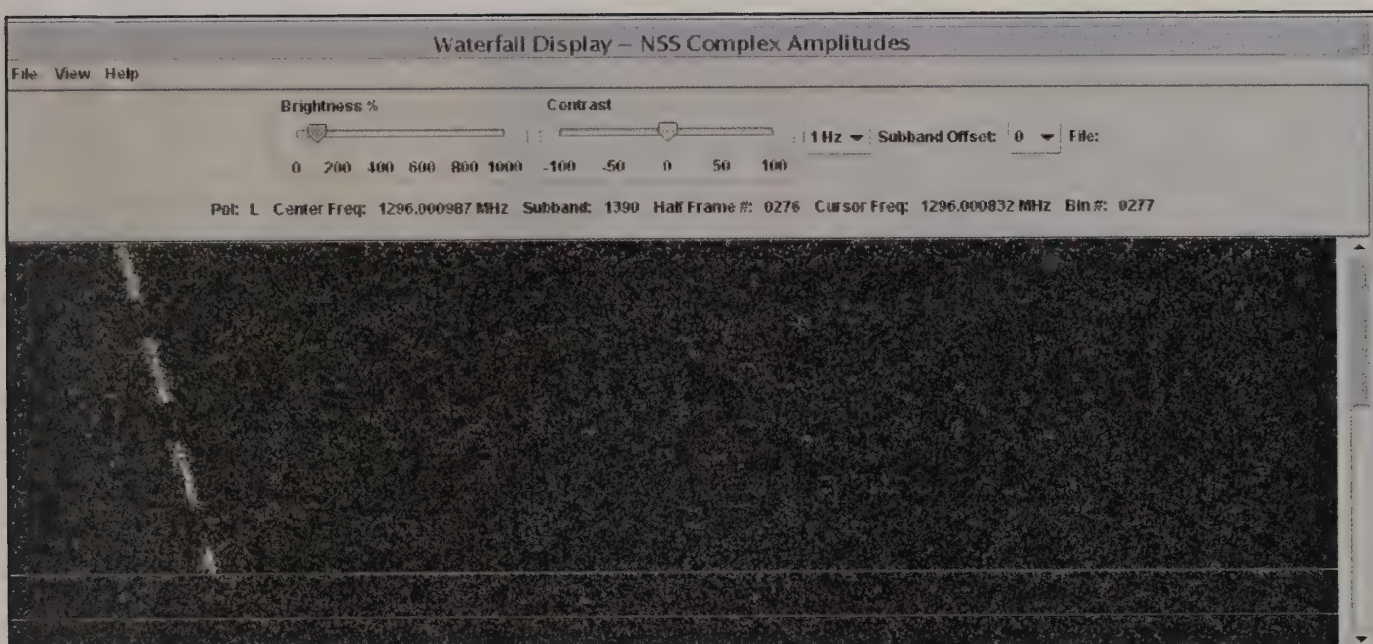 Waterfall Display – NSS Complex Amplitudes
File View Help
Brightness % Contrast
1 Hz Subband Offset: 0 File:
0 200 400 600 800 1000 -100 -50 0 50 100
Pol: L Center Freq: 1296.000987 MHz Subband: 1390 Half Frame #: 0276 Cursor Freq: 1296.000832 MHz Bin #: 0277